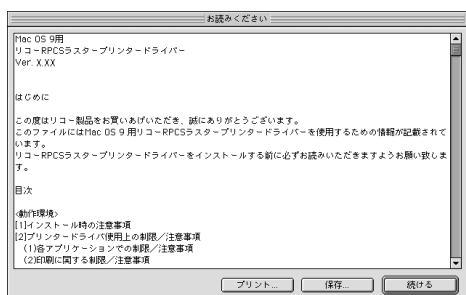 お読みください
Mac OS 9用
リコーRPCSラスタープリンタードライバー
Ver. X.XX
はじめに
この度はリコー製品をお買いあげいただき、誠にありがとうございます。
このファイルにはMac OS 9 用リコーRPCSラスタープリンタードライバーを使用するための情報が記載されて
います。
リコーRPCSラスタープリンタードライバーをインストールする前に必ずお読みいただきますようお願い致しま
す。
目次
<動作環境>
[1]インストール時の注意事項
[2]プリンタードライバ使用上の制限／注意事項
(1)各アプリケーションでの制限／注意事項
(2)印刷に関する制限／注意事項
プリント... 保存... 続ける